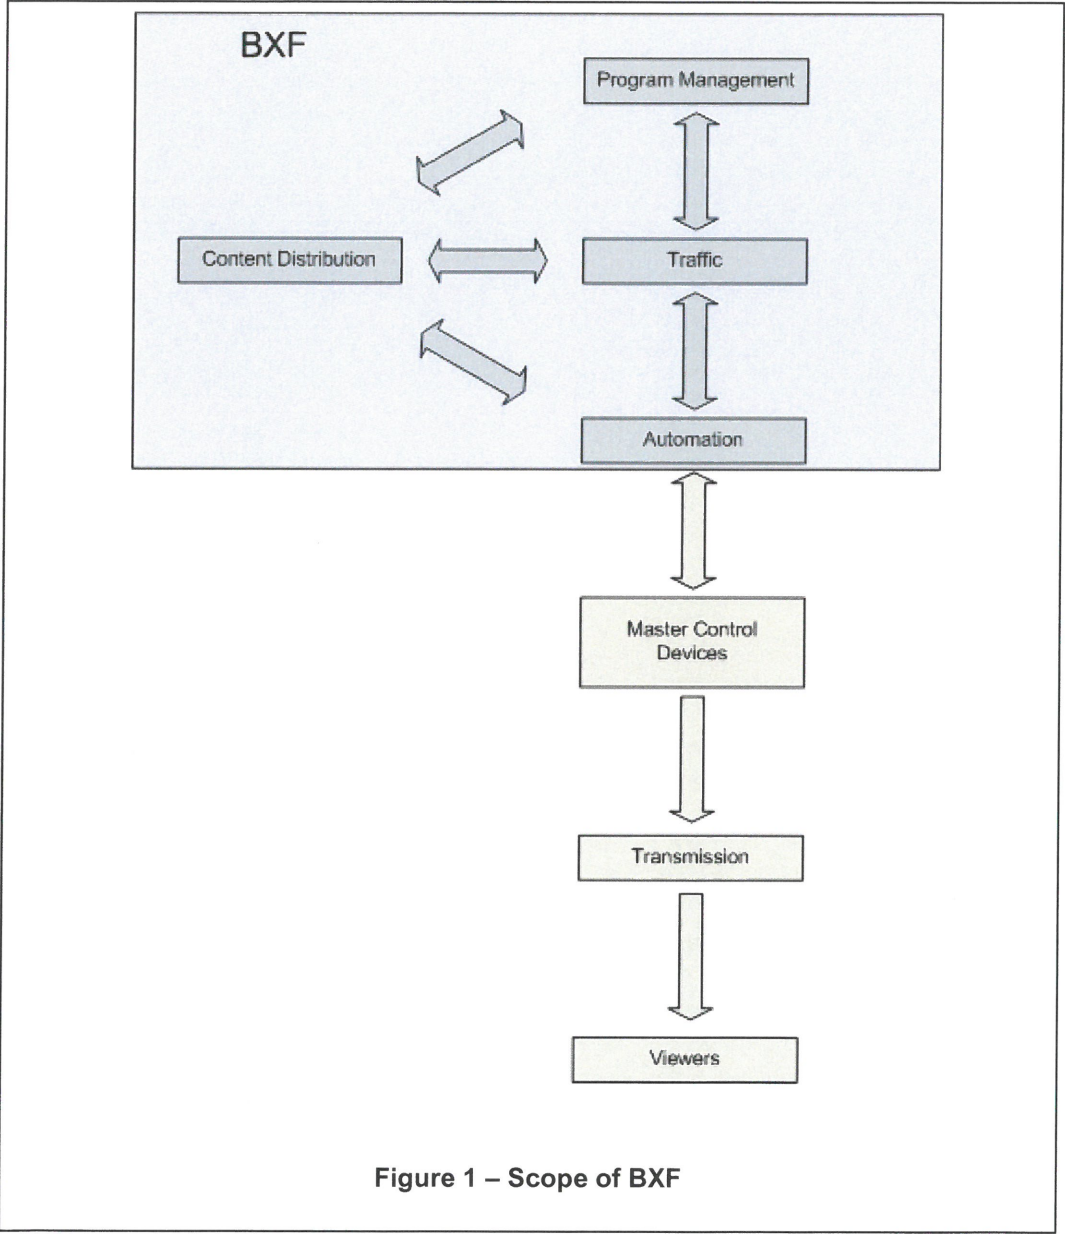 BXF
Program Management
Content Distribution
Traffic
Automation
Master Control
Devices
Transmission
Viewers
Figure 1 – Scope of BXF